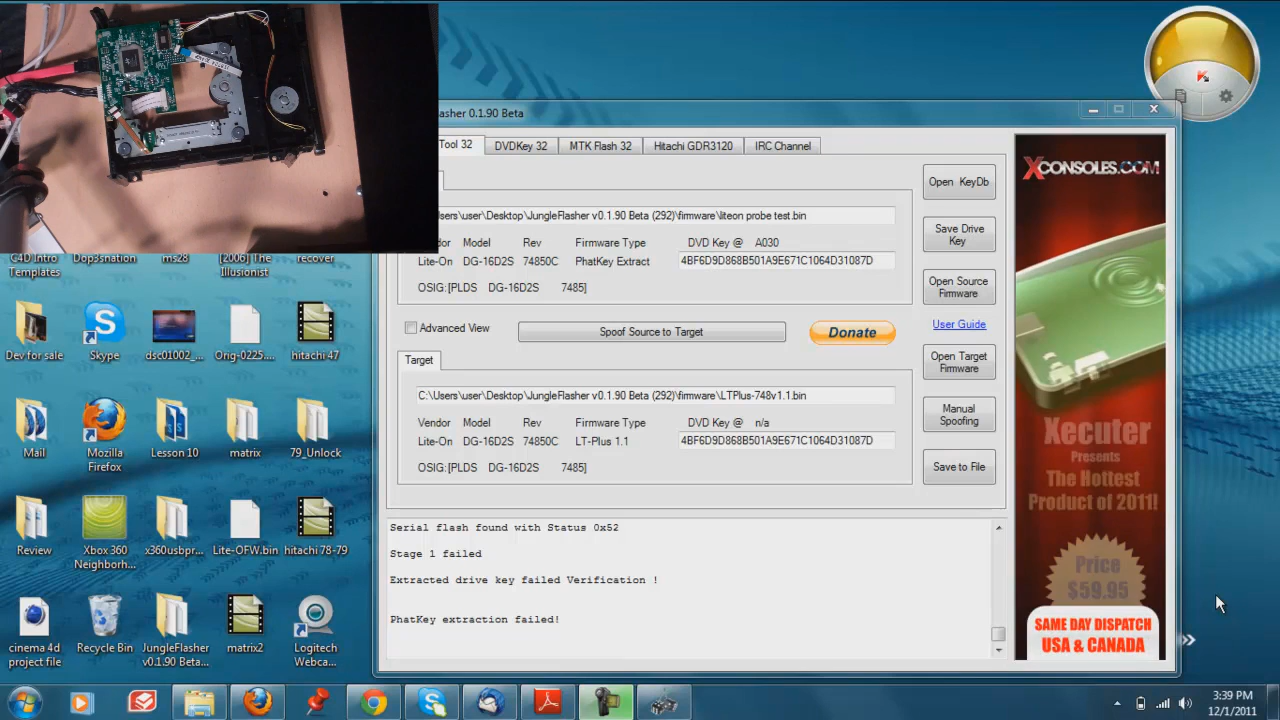 Flasher 0.1.90 Beta
Tool 32
DVDKey 32
MTK Flash 32
Hitachi GDR3120
IRC Channel
Users\user\Desktop\JungleFlasher v0.1.90 Beta (292)\firmware\liteon probe test.bin
Model Rev Firmware Type DVD Key @ A030
Lite-On DG-16D2S 74850C PhatKey Extract 4BF6D9D868B501A9E671C1064D31087D
OSIG:[PLDS DG-16D2S 7485]
Advanced View
Spoof Source to Target
Donate
Target
C:\Users\user\Desktop\JungleFlasher v0.1.90 Beta (292)\firmware\LTPlus-748v1.1.bin
Vendor Model Rev Firmware Type DVD Key @ n/a
Lite-On DG-16D2S 74850C LT-Plus 1.1 4BF6D9D868B501A9E671C1064D31087D
OSIG:[PLDS DG-16D2S 7485]
Open KeyDb
Save Drive
Key
Open Source
Firmware
User Guide
Open Target
Firmware
Manual
Spoofing
Save to File
Serial flash found with Status 0x52
Stage 1 failed
Extracted drive key failed Verification !
PhatKey extraction failed!
XCONSOLES.COM
Xecuter
Presents
The Hottest
Product of 2011!
Price
$59.95
SAME DAY DISPATCH
USA & CANADA
C4D Intro
Templates
Dop3snation
ms28
[2006] The
Illusionist
recover
Dev for sale
Skype
dsc01002_...
Orig-0225....
hitachi 47
Mail
Mozilla
Firefox
Lesson 10
matrix
79_Unlock
Review
Xbox 360
Neighborh...
x360usbpr...
Lite-OFW.bin
hitachi 78-79
cinema 4d
project file
Recycle Bin
JungleFlasher
v0.1.90 Beta...
matrix2
Logitech
Webca...
3:39 PM
12/1/2011